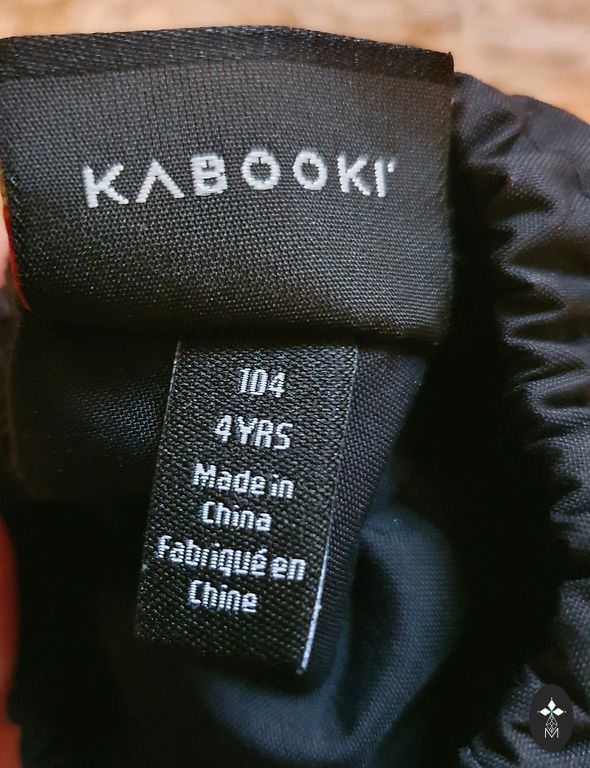 KABOOKI
104
4YRS
Made in
China
Fabriqué en
Chine
M